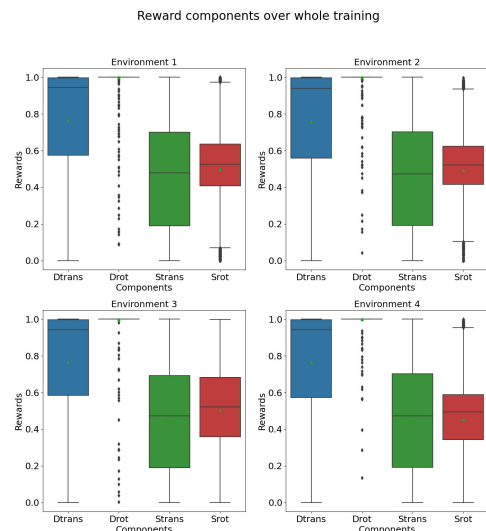 Reward components over whole training
Environment 1
Rewards
1.0
0.8
0.6
0.4
0.2
0.0
Dtrans Drot Strans Srot
Components
Environment 2
Rewards
1.0
0.8
0.6
0.4
0.2
0.0
Dtrans Drot Strans Srot
Components
Environment 3
Rewards
1.0
0.8
0.6
0.4
0.2
0.0
Dtrans Drot Strans Srot
Components
Environment 4
Rewards
1.0
0.8
0.6
0.4
0.2
0.0
Dtrans Drot Strans Srot
Components